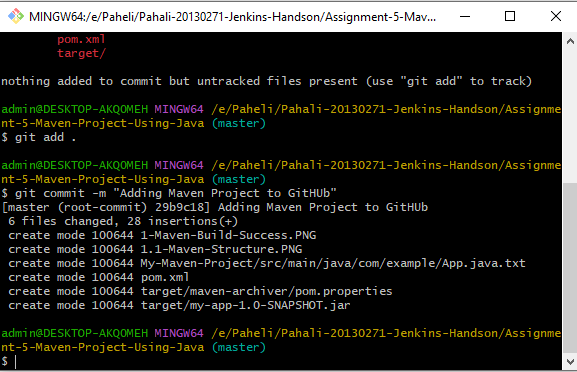 MINGW64:/e/Paheli/Pahali-20130271-Jenkins-Handson/Assignment-5-Mav...
pom.xml
target/
nothing added to commit but untracked files present (use "git add" to track)
admin@DESKTOP-AKQOMEH MINGW64 /e/Paheli/Pahali-20130271-Jenkins-Handson/Assignme
nt-5-Maven-Project-Using-Java (master)
$ git add .
admin@DESKTOP-AKQOMEH MINGW64 /e/Paheli/Pahali-20130271-Jenkins-Handson/Assignme
nt-5-Maven-Project-Using-Java (master)
$ git commit -m "Adding Maven Project to GitHUb"
[master (root-commit) 29b9c18] Adding Maven Project to GitHUb
6 files changed, 28 insertions(+)
create mode 100644 1-Maven-Build-Success.PNG
create mode 100644 1.1-Maven-Structure.PNG
create mode 100644 My-Maven-Project/src/main/java/com/example/App.java.txt
create mode 100644 pom.xml
create mode 100644 target/maven-archiver/pom.properties
create mode 100644 target/my-app-1.0-SNAPSHOT.jar
admin@DESKTOP-AKQOMEH MINGW64 /e/Paheli/Pahali-20130271-Jenkins-Handson/Assignme
nt-5-Maven-Project-Using-Java (master)
$